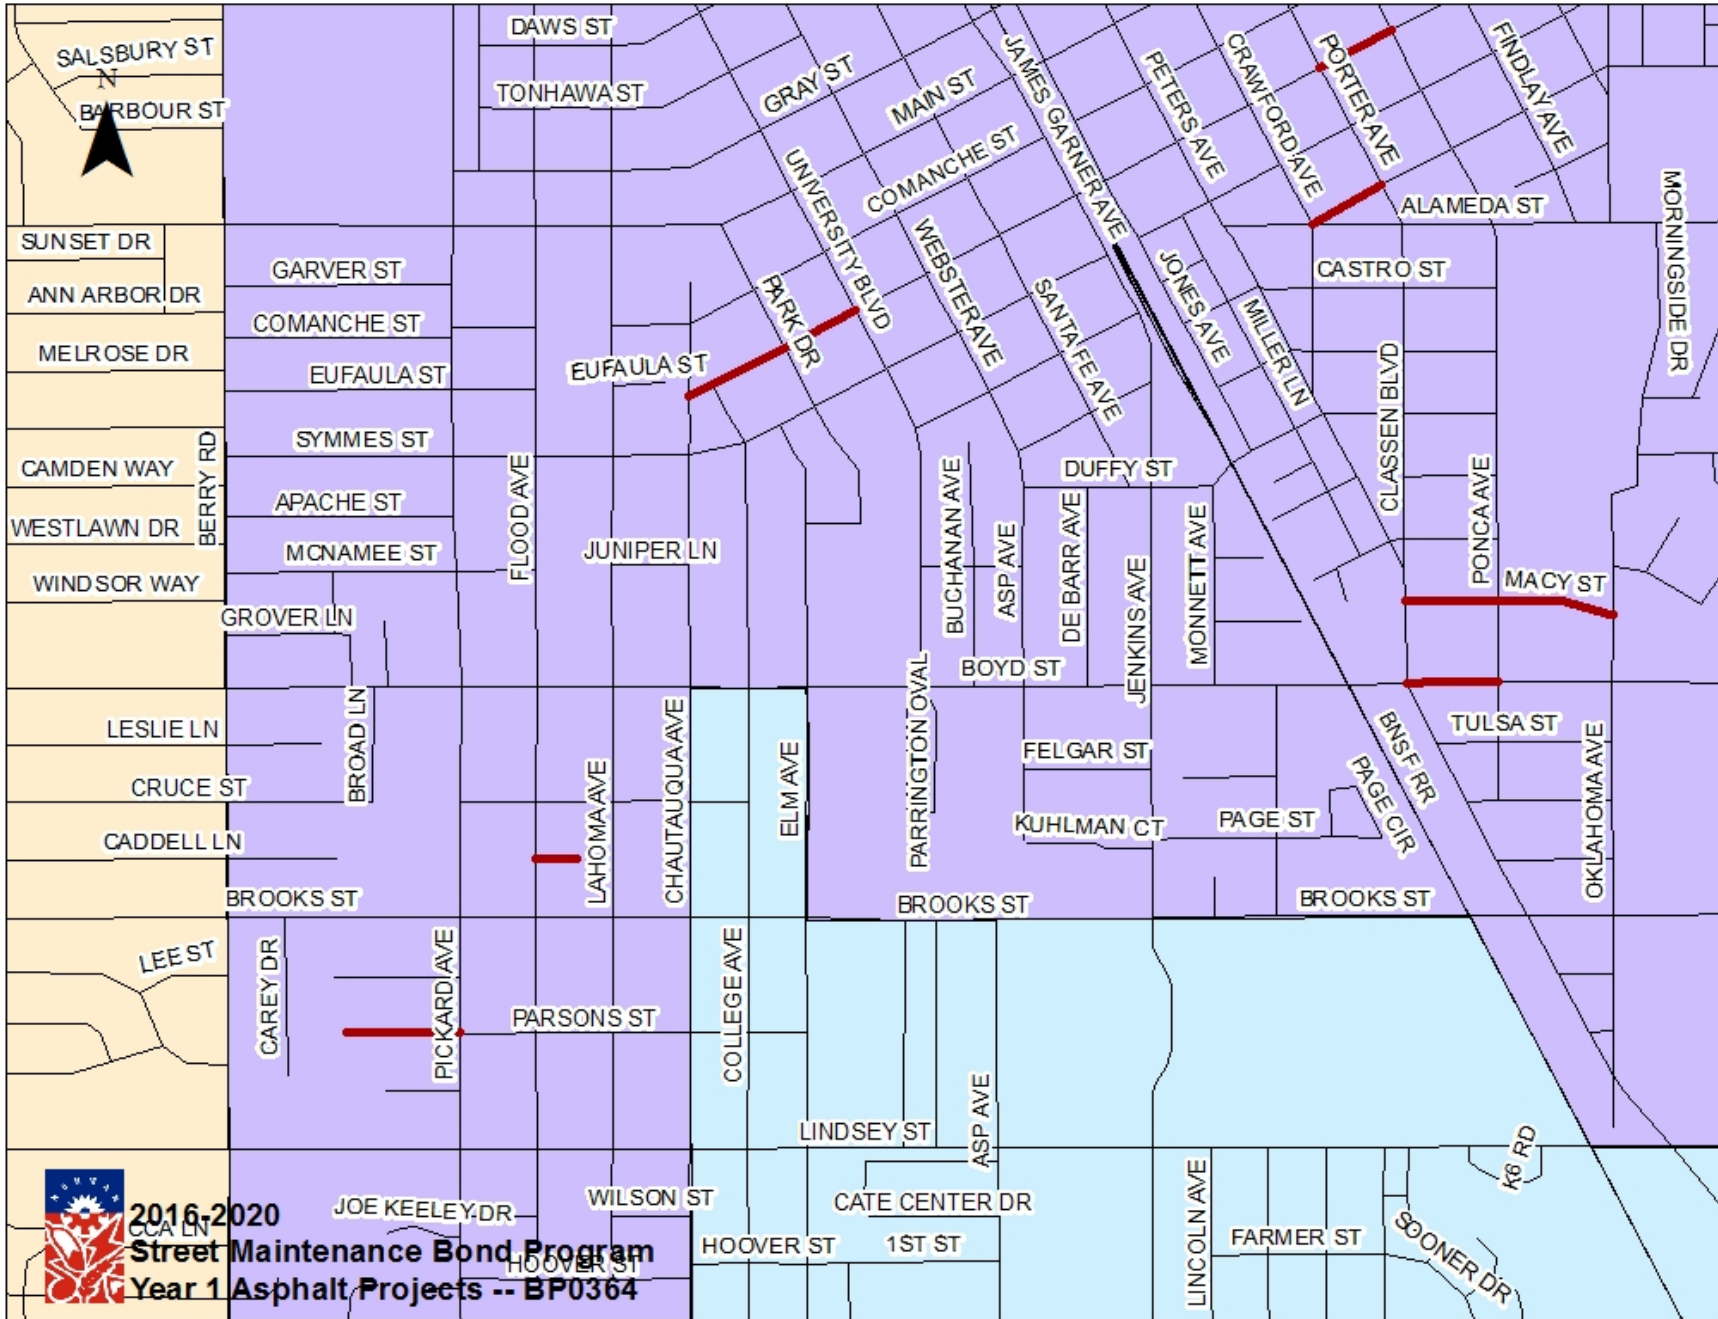 DAWS ST
SALSBURY ST
N
TONHAWA ST
BARBOUR ST
GRAY ST
MAIN ST
COMANCHE ST
JAMES GARNER AVE
PETERS AVE
CRAWFORD AVE
PORTER AVE
FINDLAY AVE
UNIVERSITY BLVD
MORNINGSIDE DR
ALAMEDA ST
SUNSET DR
GARVER ST
WEBSTER AVE
CASTRO ST
ANN ARBOR DR
COMANCHE ST
PARK DR
SANTA FE AVE
JONES AVE
MILLER LN
MELROSE DR
EUFAULA ST
EUFAULA ST
CLASSEN BLVD
SYMMES ST
CAMDEN WAY
BERRY RD
FLOOD AVE
DUFFY ST
APACHE ST
WESTLAWN DR
BUCHANAN AVE
ASP AVE
DE BARR AVE
MONNETT AVE
PONCA AVE
MCNAMEE ST
JUNIPER LN
JENKINS AVE
WINDSOR WAY
MACY ST
GROVER LN
BOYD ST
LESLIE LN
BROAD LN
CHAUTAUQUA AVE
ELM AVE
PARRINGTON OVAL
FELGAR ST
BNSF RR
TULSA ST
CRUCE ST
LAHOMA AVE
KUHLMAN CT
PAGE ST
PAGE CIR
OKLAHOMA AVE
CADDELL LN
BROOKS ST
BROOKS ST
BROOKS ST
LEE ST
CAREY DR
PICKARD AVE
PARSONS ST
COLLEGE AVE
ASP AVE
LINDSEY ST
K6 RD
NORMAN
JOE KEELEY DR
WILSON ST
CATE CENTER DR
LINCOLN AVE
2016-2020
CCA LN
FARMER ST
SOONER DR
Street Maintenance Bond Program
HOOVER ST
HOOVER ST
1ST ST
Year 1 Asphalt Projects -- BP0364